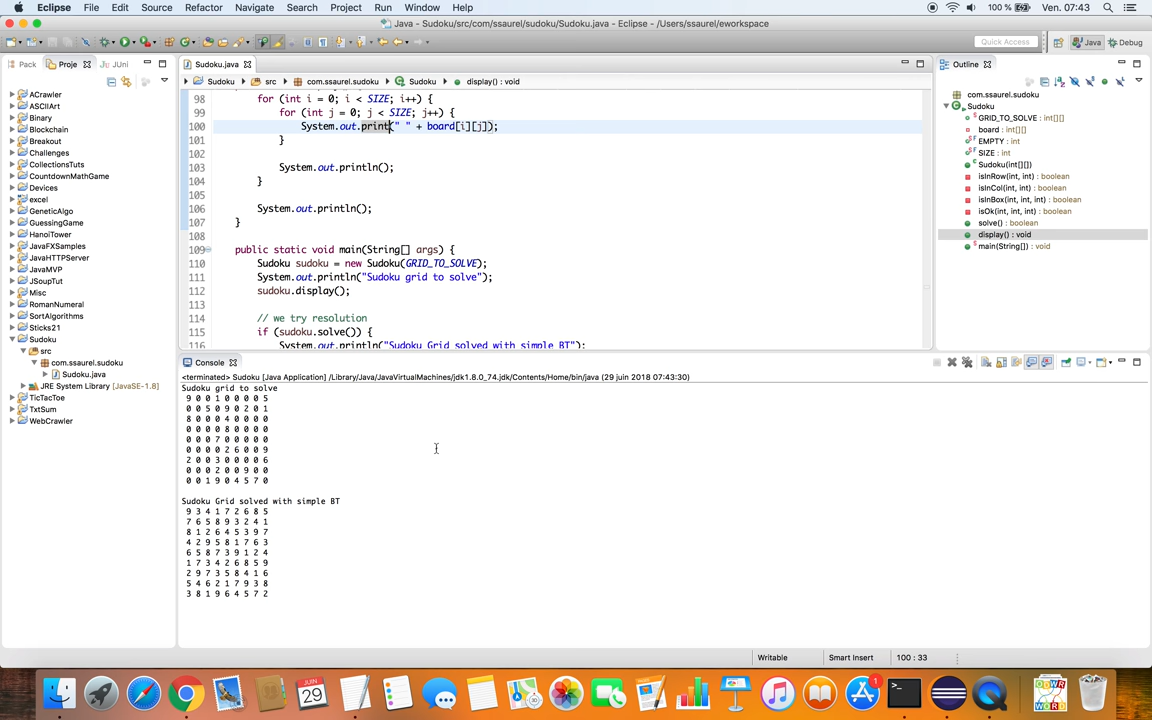 Eclipse File Edit Source Refactor Navigate Search Project Run Window Help 100 % Ven. 07:43
Java - Sudoku/src/com/ssaurel/sudoku/Sudoku.java - Eclipse - /Users/ssaurel/eworkspace
Quick Access Java Debug
Pack Proje JUni
Sudoku.java
Outline
Sudoku src com.ssaurel.sudoku Sudoku display() : void
ACrawler
ASCIIArt
Binary
Blockchain
Breakout
Challenges
CollectionsTuts
CountdownMathGame
Devices
excel
GeneticAlgo
GuessingGame
HanoiTower
JavaFXSamples
JavaHTTPServer
JavaMVP
JSoupTut
Misc
RomanNumeral
SortAlgorithms
Sticks21
Sudoku
src
com.ssaurel.sudoku
Sudoku.java
JRE System Library [JavaSE-1.8]
TicTacToe
TxtSum
WebCrawler
98 for (int i = 0; i < SIZE; i++) {
99 for (int j = 0; j < SIZE; j++) {
100 System.out.print(" " + board[i][j]);
101 }
102
103 System.out.println();
104 }
105
106 System.out.println();
107 }
108
109 public static void main(String[] args) {
110 Sudoku sudoku = new Sudoku(GRID_TO_SOLVE);
111 System.out.println("Sudoku grid to solve");
112 sudoku.display();
113
114 // we try resolution
115 if (sudoku.solve()) {
116 System.out.println("Sudoku Grid solved with simple BT");
com.ssaurel.sudoku
Sudoku
GRID_TO_SOLVE : int[][]
board : int[][]
EMPTY : int
SIZE : int
Sudoku(int[][])
isInRow(int, int) : boolean
isInCol(int, int) : boolean
isInBox(int, int, int) : boolean
isOk(int, int, int) : boolean
solve() : boolean
display() : void
main(String[]) : void
Console
<terminated> Sudoku [Java Application] /Library/Java/JavaVirtualMachines/jdk1.8.0_74.jdk/Contents/Home/bin/java (29 juin 2018 07:43:30)
Sudoku grid to solve
9 0 0 1 0 0 0 0 5
0 0 5 0 9 0 2 0 1
8 0 0 0 4 0 0 0 0
0 0 0 0 8 0 0 0 0
0 0 0 7 0 0 0 0 0
0 0 0 0 2 6 0 0 9
2 0 0 3 0 0 0 0 6
0 0 0 2 0 0 9 0 0
0 0 1 9 0 4 5 7 0
Sudoku Grid solved with simple BT
9 3 4 1 7 2 6 8 5
7 6 5 8 9 3 2 4 1
8 1 2 6 4 5 3 9 7
4 2 9 5 8 1 7 6 3
6 5 8 7 3 9 1 2 4
1 7 3 4 2 6 8 5 9
2 9 7 3 5 8 4 1 6
5 4 6 2 1 7 9 3 8
3 8 1 9 6 4 5 7 2
Writable Smart Insert 100 : 33